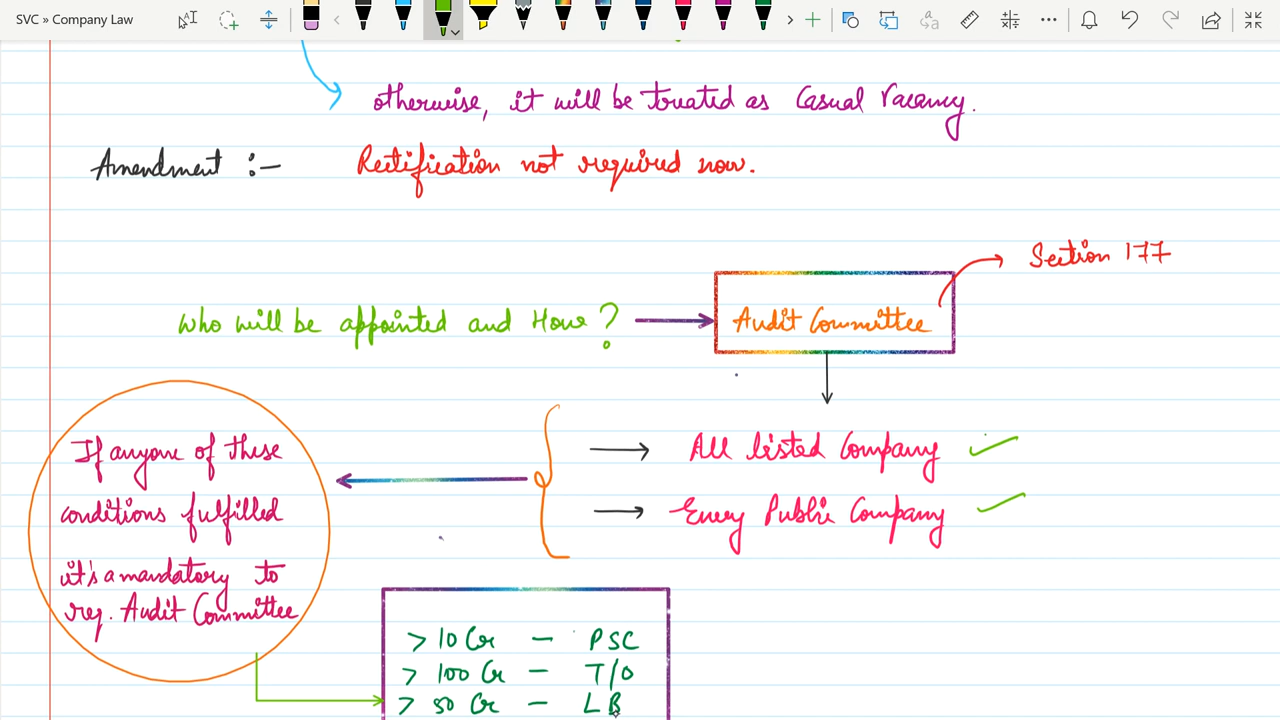 SVC » Company Law
otherwise, it will be treated as Casual Vacancy.
Amendment :- Rectification not required now.
Section 177
Who will be appointed and How ?
Audit Committee
All listed Company
Every Public Company
If anyone of these
conditions fulfilled
it's a mandatory to
req. Audit Committee
> 10 Cr - PSC
> 100 Cr - T/O
> 50 Cr - LB